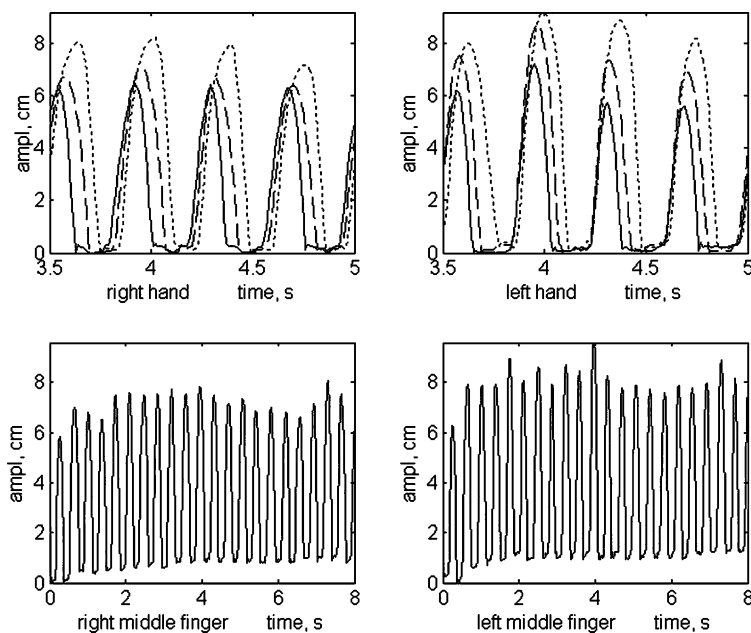 8
6
4
2
0
ampl, cm
3.5 4 4.5 5
right hand time, s
8
6
4
2
0
ampl, cm
3.5 4 4.5 5
left hand time, s
8
6
4
2
0
ampl, cm
0 2 4 6 8
right middle finger time, s
8
6
4
2
0
ampl, cm
0 2 4 6 8
left middle finger time, s